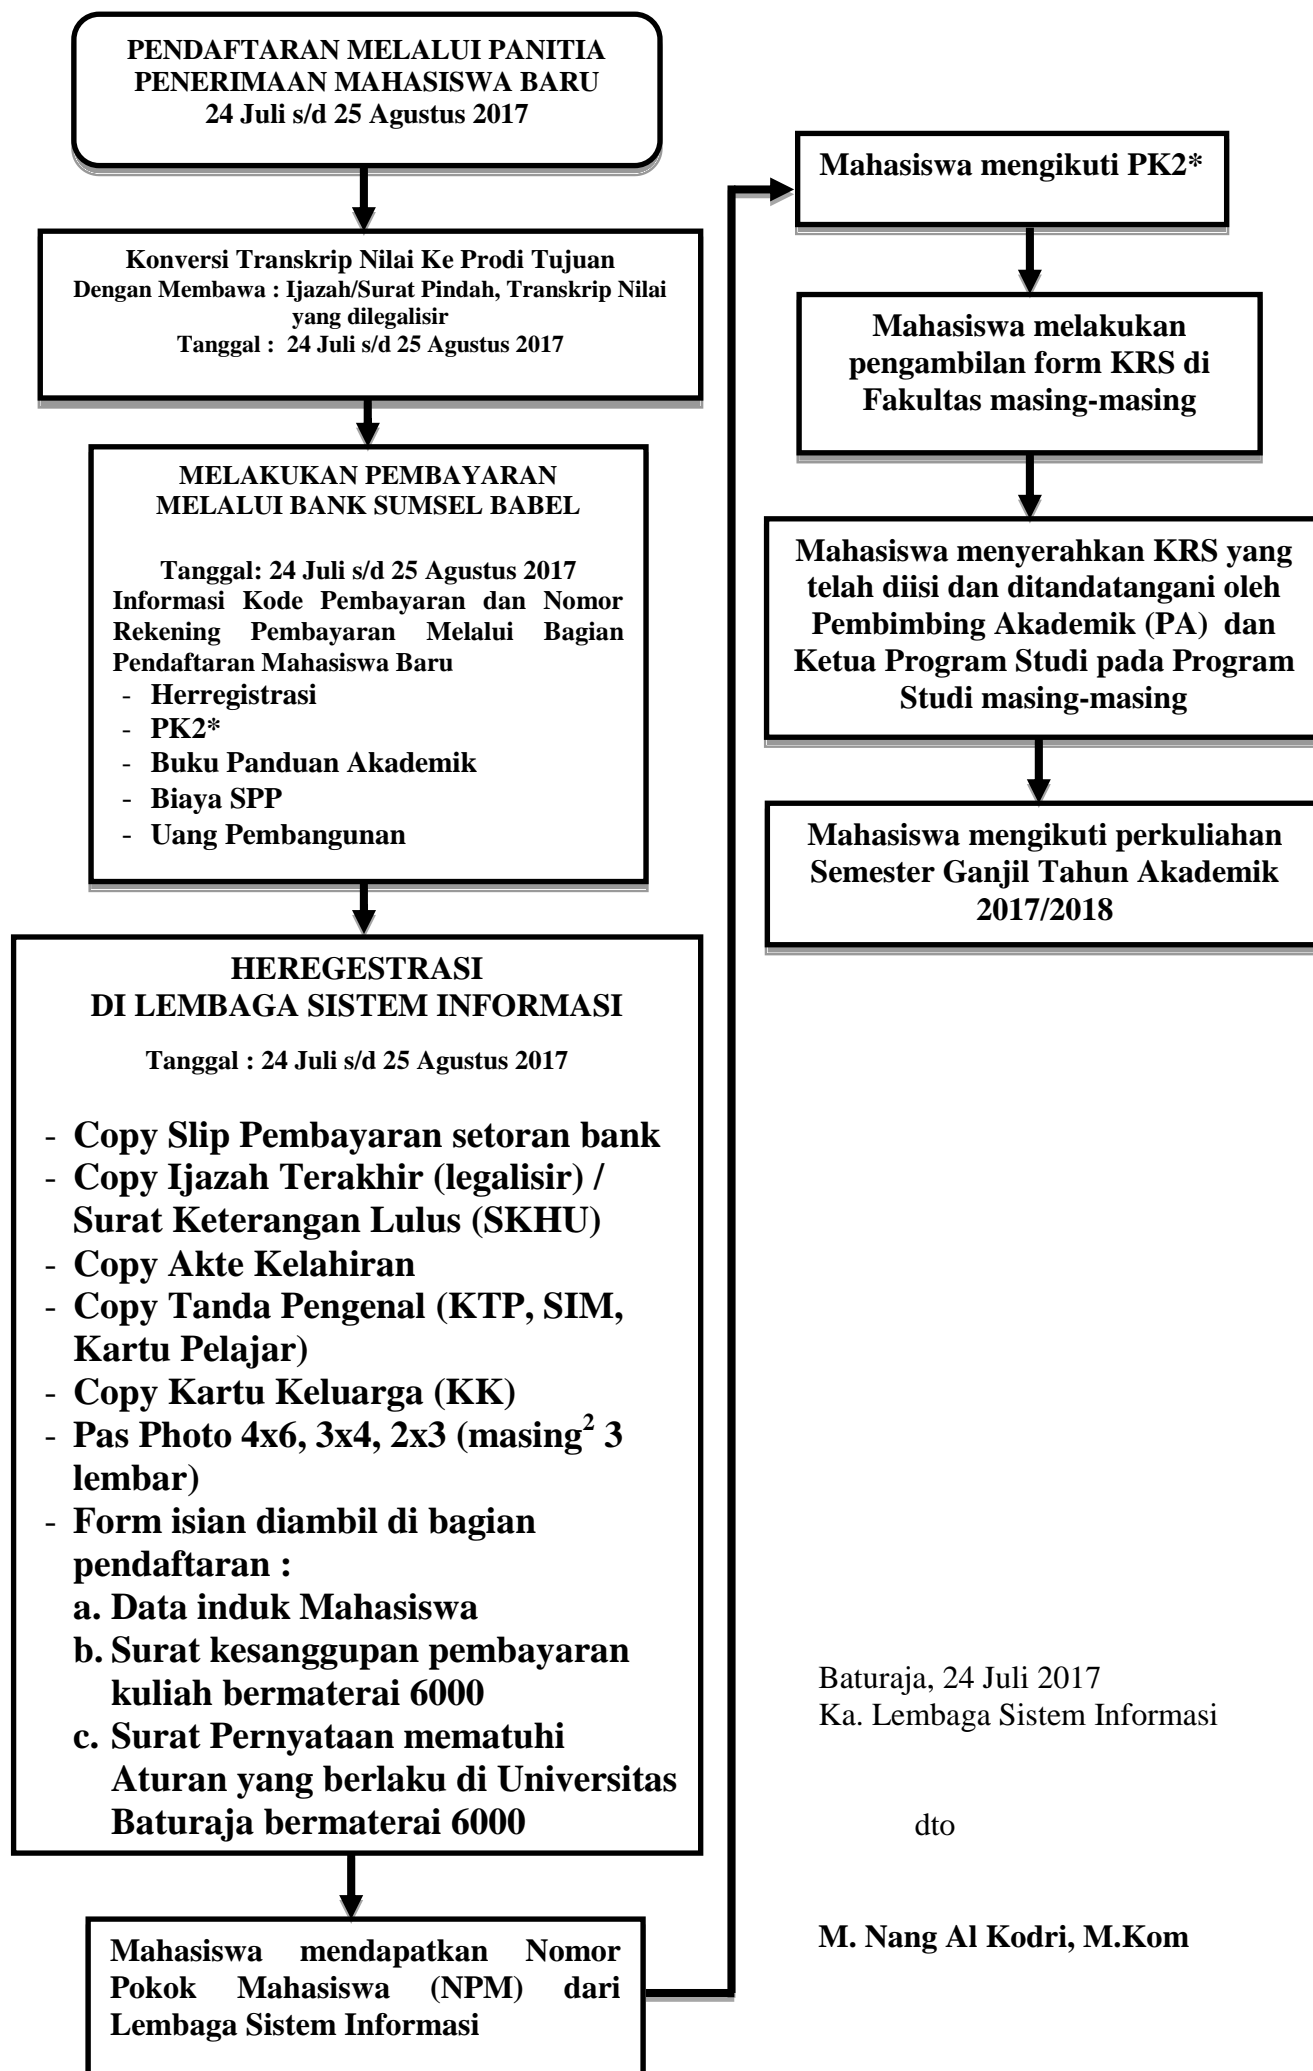 PENDAFTARAN MELALUI PANITIA
PENERIMAAN MAHASISWA BARU
24 Juli s/d 25 Agustus 2017
Konversi Transkrip Nilai Ke Prodi Tujuan
Dengan Membawa : Ijazah/Surat Pindah, Transkrip Nilai
yang dilegalisir
Tanggal : 24 Juli s/d 25 Agustus 2017
MELAKUKAN PEMBAYARAN
MELALUI BANK SUMSEL BABEL
Tanggal: 24 Juli s/d 25 Agustus 2017
Informasi Kode Pembayaran dan Nomor
Rekening Pembayaran Melalui Bagian
Pendaftaran Mahasiswa Baru
- Herregistrasi
- PK2*
- Buku Panduan Akademik
- Biaya SPP
- Uang Pembangunan
HEREGESTRASI
DI LEMBAGA SISTEM INFORMASI
Tanggal : 24 Juli s/d 25 Agustus 2017
- Copy Slip Pembayaran setoran bank
- Copy Ijazah Terakhir (legalisir) /
Surat Keterangan Lulus (SKHU)
- Copy Akte Kelahiran
- Copy Tanda Pengenal (KTP, SIM,
Kartu Pelajar)
- Copy Kartu Keluarga (KK)
- Pas Photo 4x6, 3x4, 2x3 (masing² 3
lembar)
- Form isian diambil di bagian
pendaftaran :
a. Data induk Mahasiswa
b. Surat kesanggupan pembayaran
kuliah bermaterai 6000
c. Surat Pernyataan mematuhi
Aturan yang berlaku di Universitas
Baturaja bermaterai 6000
Mahasiswa mendapatkan Nomor
Pokok Mahasiswa (NPM) dari
Lembaga Sistem Informasi
Mahasiswa mengikuti PK2*
Mahasiswa melakukan
pengambilan form KRS di
Fakultas masing-masing
Mahasiswa menyerahkan KRS yang
telah diisi dan ditandatangani oleh
Pembimbing Akademik (PA) dan
Ketua Program Studi pada Program
Studi masing-masing
Mahasiswa mengikuti perkuliahan
Semester Ganjil Tahun Akademik
2017/2018
Baturaja, 24 Juli 2017
Ka. Lembaga Sistem Informasi
dto
M. Nang Al Kodri, M.Kom